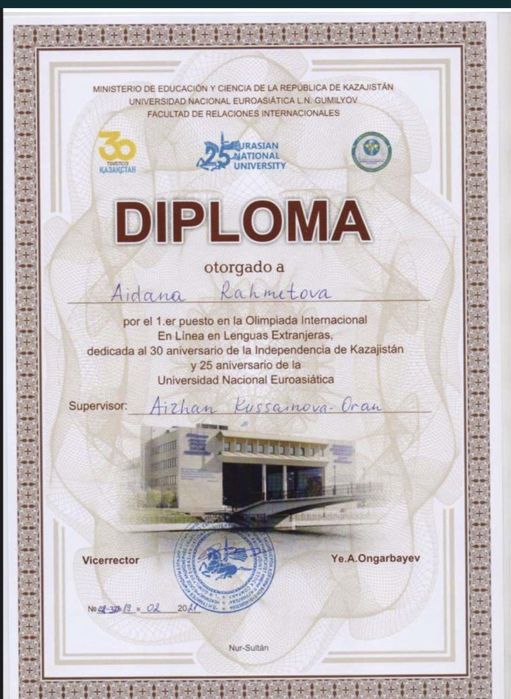 MINISTERIO DE EDUCACIÓN Y CIENCIA DE LA REPÚBLICA DE KAZAJISTÁN
UNIVERSIDAD NACIONAL EUROASIÁTICA L.N. GUMILYOV
FACULTAD DE RELACIONES INTERNACIONALES
30
ҚАЗАҚСТАН
25 EURASIAN
NATIONAL
UNIVERSITY
DIPLOMA
otorgado a
Aidana Rahmetova
por el 1.er puesto en la Olimpiada Internacional
En Línea en Lenguas Extranjeras,
dedicada al 30 aniversario de la Independencia de Kazajistán
y 25 aniversario de la
Universidad Nacional Euroasiática
Supervisor: Aizhan Kussainova-Oran
Vicerrector Ye.A.Ongarbayev
№ 02 2021
Nur-Sultán